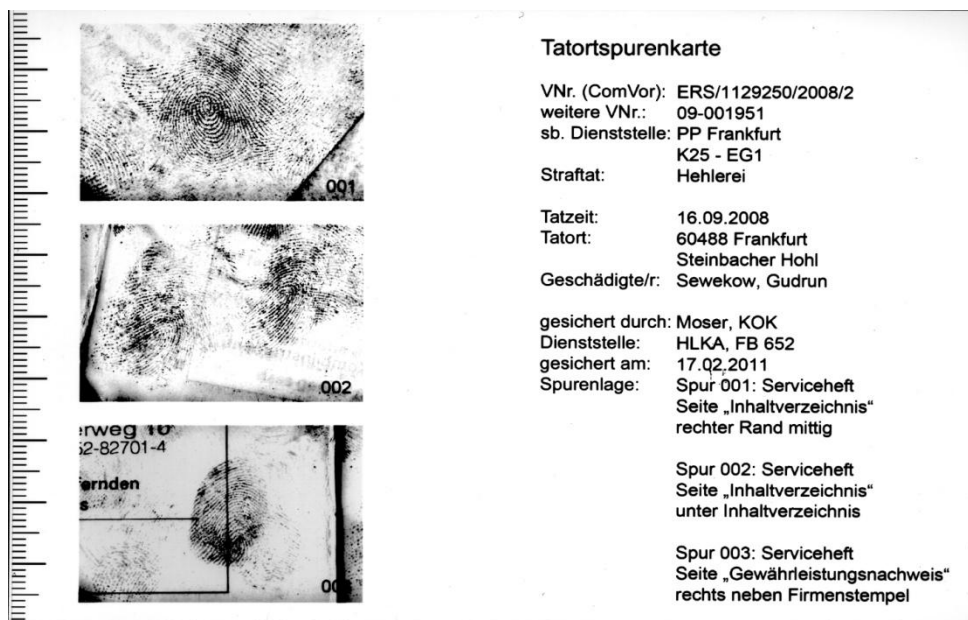 001
002
erweg 10
52-82701-4
ernden
s
Tatortspurenkarte
VNr. (ComVor): ERS/1129250/2008/2
weitere VNr.: 09-001951
sb. Dienststelle: PP Frankfurt
K25 - EG1
Straftat: Hehlerei
Tatzeit: 16.09.2008
Tatort: 60488 Frankfurt
Steinbacher Hohl
Geschädigte/r: Sewekow, Gudrun
gesichert durch: Moser, KOK
Dienststelle: HLKA, FB 652
gesichert am: 17.02.2011
Spurenlage: Spur 001: Serviceheft
Seite „Inhaltverzeichnis“
rechter Rand mittig
Spur 002: Serviceheft
Seite „Inhaltverzeichnis“
unter Inhaltverzeichnis
Spur 003: Serviceheft
Seite „Gewährleistungsnachweis“
rechts neben Firmenstempel